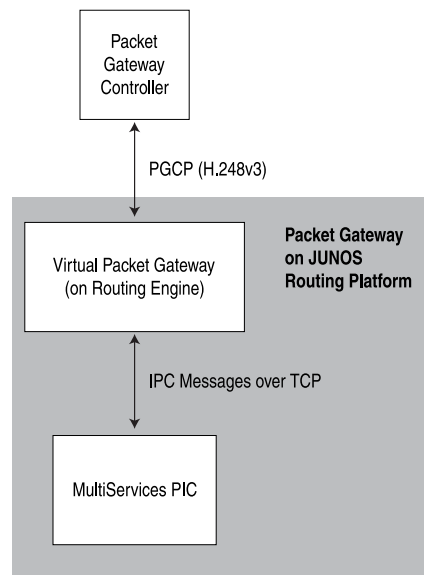 Packet
Gateway
Controller
PGCP (H.248v3)
Packet Gateway
on JUNOS
Routing Platform
Virtual Packet Gateway
(on Routing Engine)
IPC Messages over TCP
MultiServices PIC